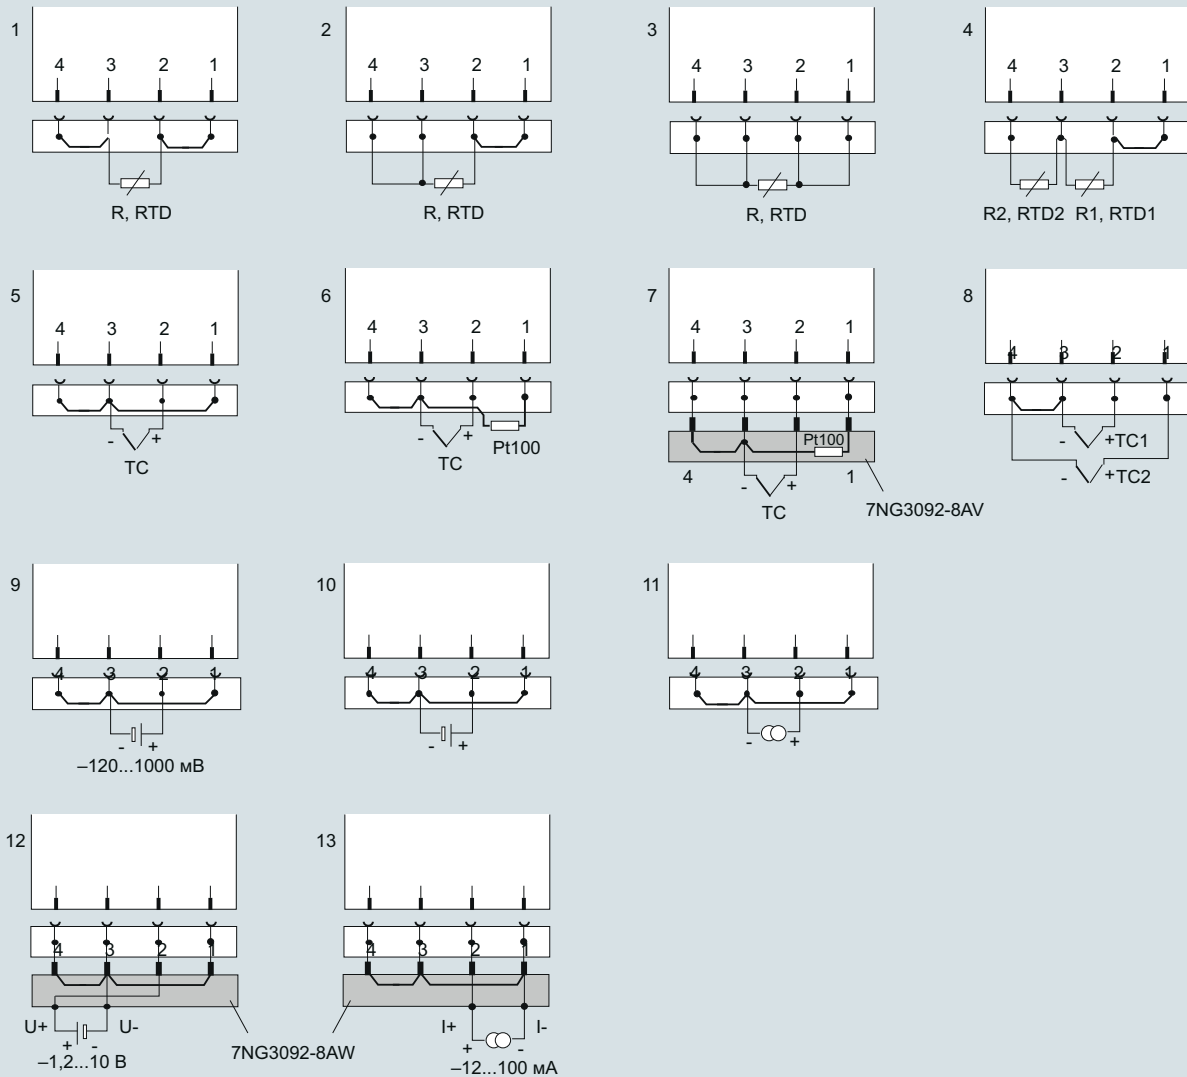 1 2 3 4
4 3 2 1 4 3 2 1 4 3 2 1 4 3 2 1
R, RTD R, RTD R, RTD R2, RTD2 R1, RTD1
5 6 7 8
4 3 2 1 4 3 2 1 4 3 2 1 4 3 2 1
- + - + Pt100 - +TC1
TC TC Pt100 4 - + 1 - +TC2
TC 7NG3092-8AV
9 10 11
4 3 2 1 4 3 2 1 4 3 2 1
- + - + - +
–120...1000 мВ
12 13
4 3 2 1 4 3 2 1
U+ U- I+ I-
+ - 7NG3092-8AW + -
–1,2...10 В –12...100 мА